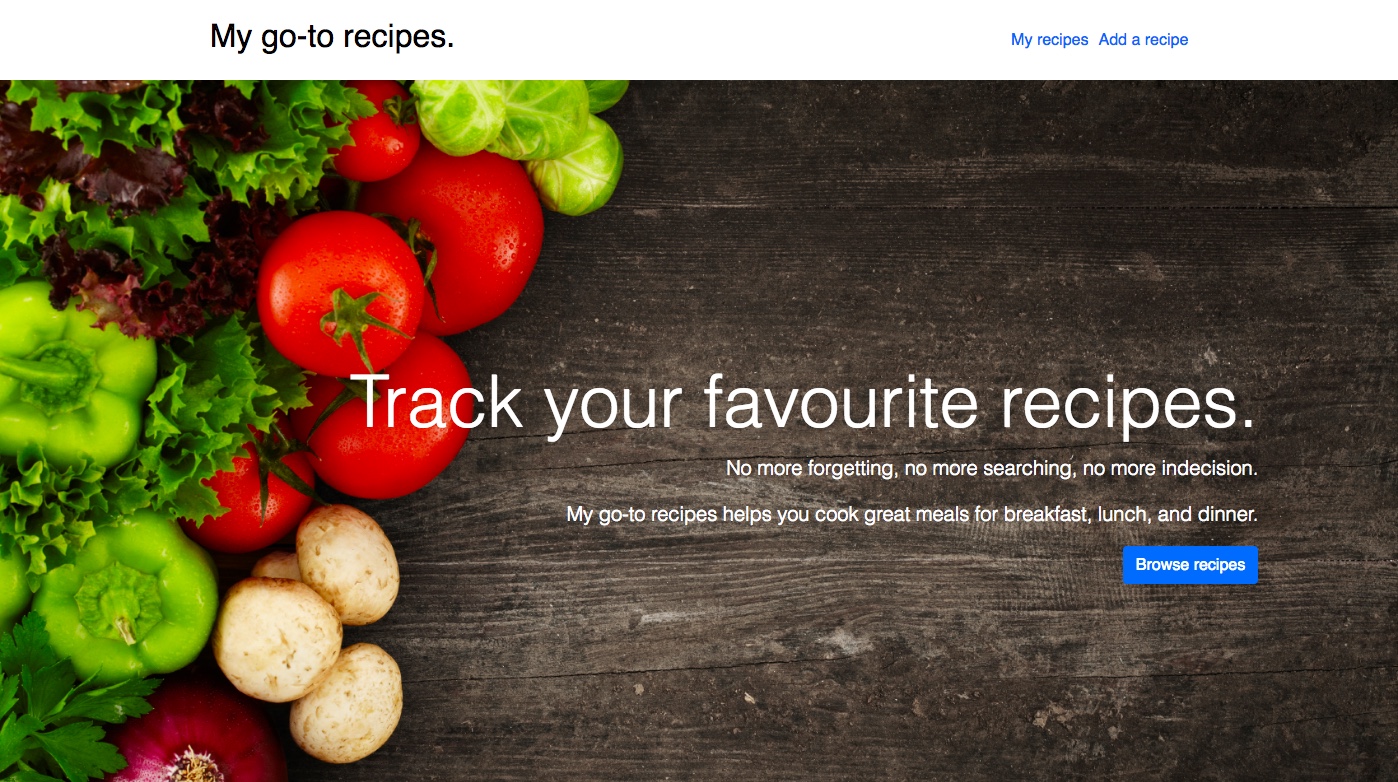 My go-to recipes.
My recipes Add a recipe
Track your favourite recipes.
No more forgetting, no more searching, no more indecision.
My go-to recipes helps you cook great meals for breakfast, lunch, and dinner.
Browse recipes